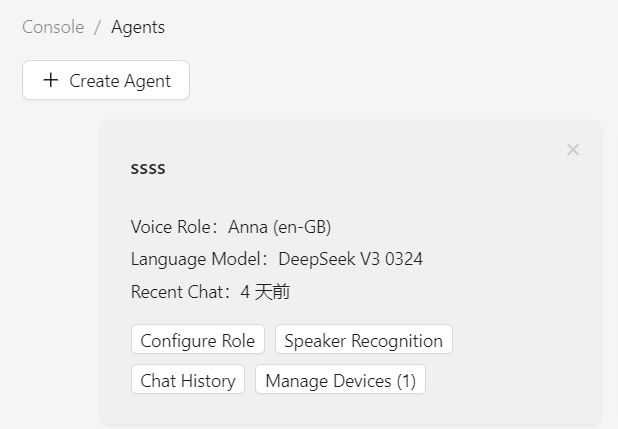 Console / Agents
+ Create Agent
ssss
Voice Role：Anna (en-GB)
Language Model：DeepSeek V3 0324
Recent Chat：4 天前
Configure Role Speaker Recognition
Chat History Manage Devices (1)